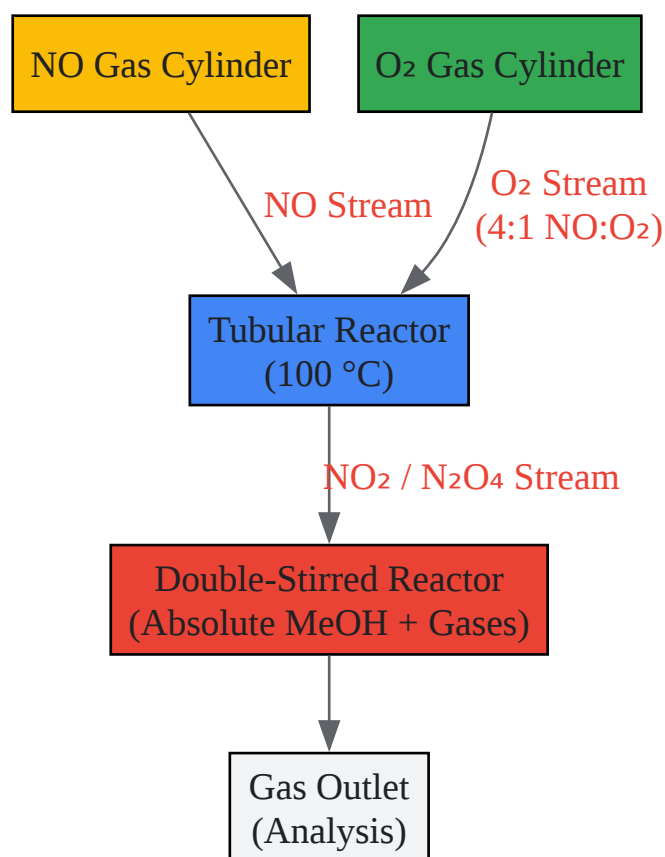 NO Gas Cylinder
O₂ Gas Cylinder
NO Stream
O₂ Stream
(4:1 NO:O₂)
Tubular Reactor
(100 °C)
NO₂ / N₂O₄ Stream
Double-Stirred Reactor
(Absolute MeOH + Gases)
Gas Outlet
(Analysis)